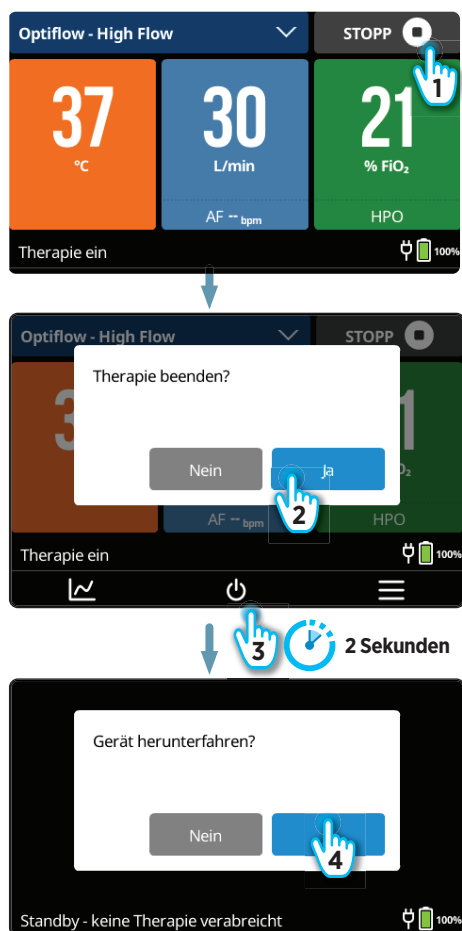 Optiflow - High Flow
STOPP
1
37
30
21
°C
L/min
% FiO₂
AF -- bpm
HPO
Therapie ein
100%
Optiflow - High Flow
STOPP
Therapie beenden?
Nein
Ja
2
AF -- bpm
HPO
Therapie ein
100%
3
2 Sekunden
Gerät herunterfahren?
Nein
4
Standby - keine Therapie verabreicht
100%